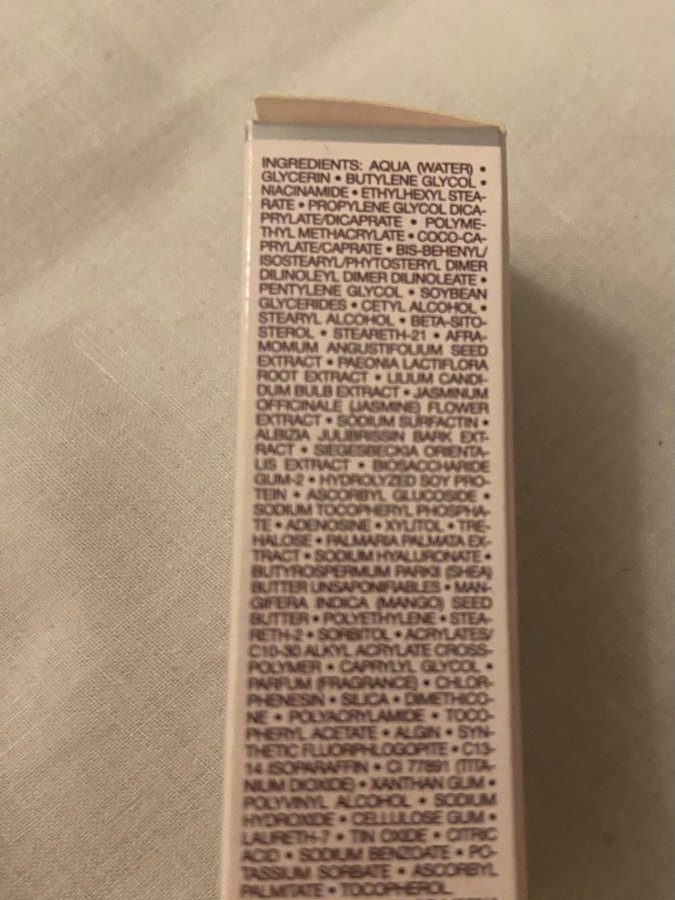 INGREDIENTS: AQUA (WATER) •
GLYCERIN • BUTYLENE GLYCOL •
NIACINAMIDE • ETHYLHEXYL STEA-
RATE • PROPYLENE GLYCOL DICA-
PRYLATE/DICAPRATE • POLYME-
THYL METHACRYLATE • COCO-CA-
PRYLATE/CAPRATE • BIS-BEHENYL/
ISOSTEARYL/PHYTOSTERYL DIMER
DILINOLEYL DIMER DILINOLEATE •
PENTYLENE GLYCOL • SOYBEAN
GLYCERIDES • CETYL ALCOHOL •
STEARYL ALCOHOL • BETA-SITO-
STEROL • STEARETH-21 • AFRA-
MOMUM ANGUSTIFOLIUM SEED
EXTRACT • PAEONIA LACTIFLORA
ROOT EXTRACT • LILIUM CANDI-
DUM BULB EXTRACT • JASMINUM
OFFICINALE (JASMINE) FLOWER
EXTRACT • SODIUM SURFACTIN •
ALBIZIA JULIBRISSIN BARK EXT-
RACT • SIEGESBECKIA ORIENTA-
LIS EXTRACT • BIOSACCHARIDE
GUM-2 • HYDROLYZED SOY PRO-
TEIN • ASCORBYL GLUCOSIDE •
SODIUM TOCOPHERYL PHOSPHA-
TE • ADENOSINE • XYLITOL • TRE-
HALOSE • PALMARIA PALMATA EX-
TRACT • SODIUM HYALURONATE •
BUTYROSPERMUM PARKII (SHEA)
BUTTER UNSAPONIFIABLES • MAN-
GIFERA INDICA (MANGO) SEED
BUTTER • POLYETHYLENE • STEA-
RETH-2 • SORBITOL • ACRYLATES/
C10-30 ALKYL ACRYLATE CROSS-
POLYMER • CAPRYLYL GLYCOL •
PARFUM (FRAGRANCE) • CHLOR-
PHENESIN • SILICA • DIMETHICO-
NE • POLYACRYLAMIDE • TOCO-
PHERYL ACETATE • ALGIN • SYN-
THETIC FLUORPHLOGOPITE • C13-
14 ISOPARAFFIN • CI 77891 (TITA-
NIUM DIOXIDE) • XANTHAN GUM •
POLYVINYL ALCOHOL • SODIUM
HYDROXIDE • CELLULOSE GUM •
LAURETH-7 • TIN OXIDE • CITRIC
ACID • SODIUM BENZOATE • PO-
TASSIUM SORBATE • ASCORBYL
PALMITATE • TOCOPHEROL.